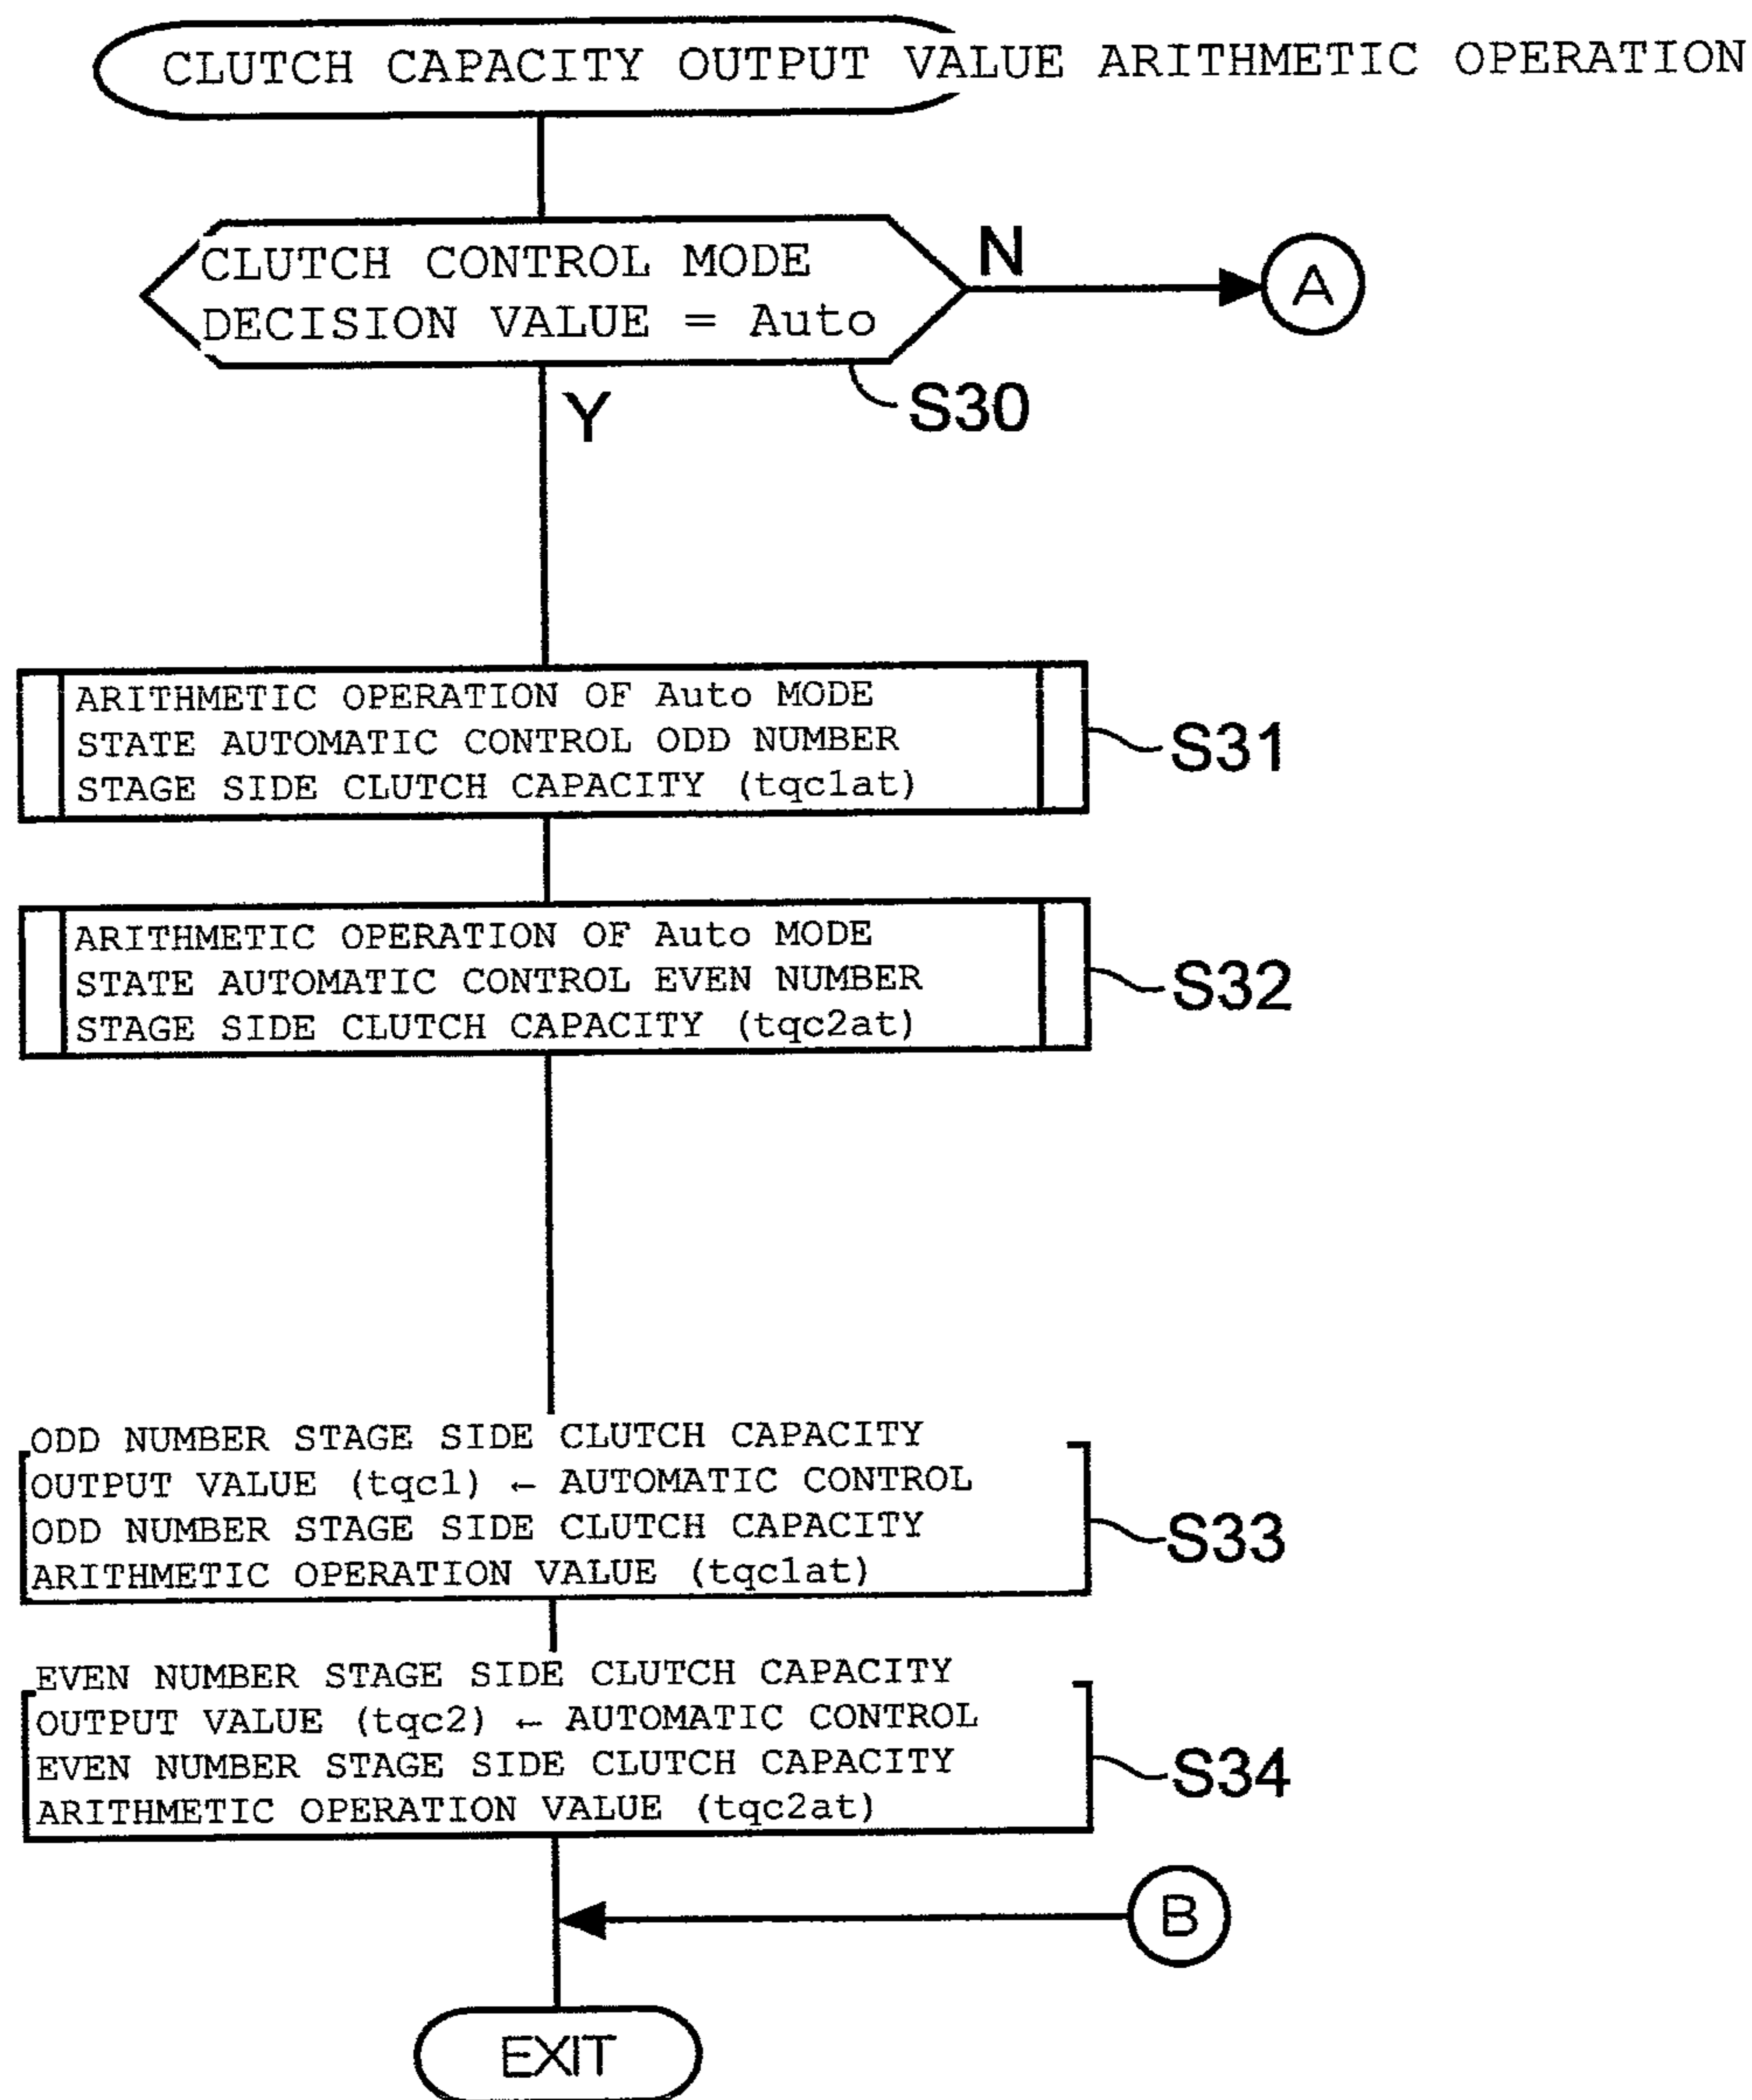 CLUTCH CAPACITY OUTPUT VALUE ARITHMETIC OPERATION
CLUTCH CONTROL MODE
DECISION VALUE = Auto
N
A
Y
S30
ARITHMETIC OPERATION OF Auto MODE
STATE AUTOMATIC CONTROL ODD NUMBER
STAGE SIDE CLUTCH CAPACITY (tqc1at)
S31
ARITHMETIC OPERATION OF Auto MODE
STATE AUTOMATIC CONTROL EVEN NUMBER
STAGE SIDE CLUTCH CAPACITY (tqc2at)
S32
ODD NUMBER STAGE SIDE CLUTCH CAPACITY
OUTPUT VALUE (tqc1) ← AUTOMATIC CONTROL
ODD NUMBER STAGE SIDE CLUTCH CAPACITY
ARITHMETIC OPERATION VALUE (tqc1at)
S33
EVEN NUMBER STAGE SIDE CLUTCH CAPACITY
OUTPUT VALUE (tqc2) ← AUTOMATIC CONTROL
EVEN NUMBER STAGE SIDE CLUTCH CAPACITY
ARITHMETIC OPERATION VALUE (tqc2at)
S34
B
EXIT